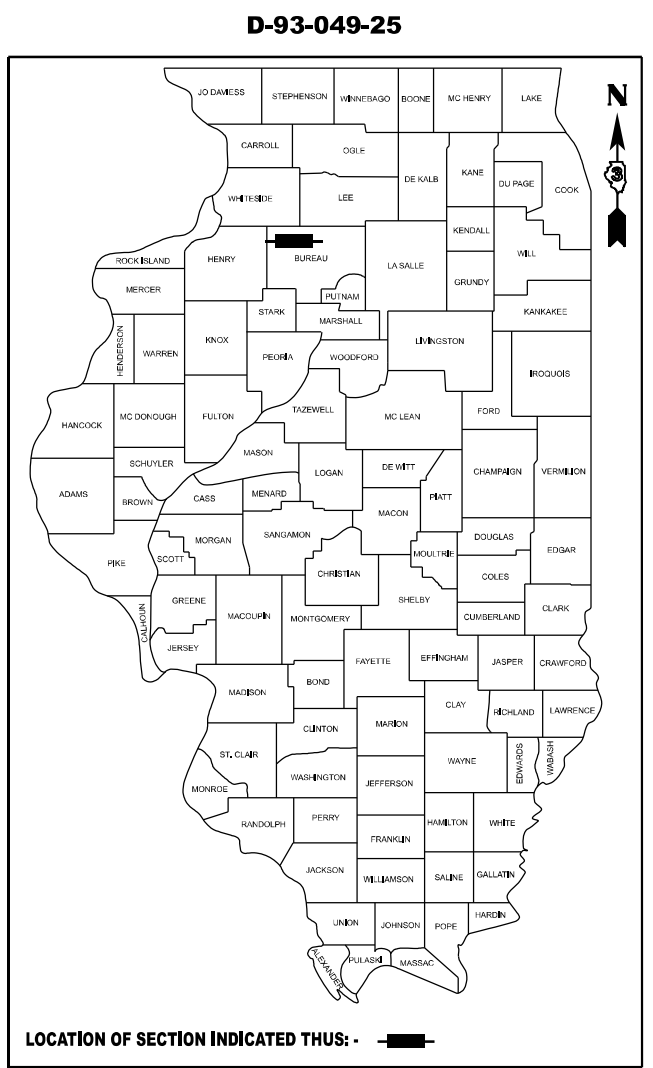 D-93-049-25
JO DAVIESS
STEPHENSON
WINNEBAGO
BOONE
MC HENRY
LAKE
N
CARROLL
OGLE
DE KALB
KANE
DU PAGE
COOK
3
WHITESIDE
LEE
KENDALL
WILL
ROCK ISLAND
HENRY
BUREAU
LA SALLE
GRUNDY
MERCER
PUTNAM
STARK
MARSHALL
KANKAKEE
HENDERSON
WARREN
KNOX
PEORIA
WOODFORD
LIVINGSTON
IROQUOIS
HANCOCK
MC DONOUGH
FULTON
TAZEWELL
MC LEAN
FORD
SCHUYLER
MASON
LOGAN
DE WITT
CHAMPAIGN
VERMILION
ADAMS
BROWN
CASS
MENARD
PIATT
MACON
PIKE
SCOTT
MORGAN
SANGAMON
CHRISTIAN
MOULTRIE
DOUGLAS
EDGAR
COLES
CALHOUN
GREENE
MACOUPIN
MONTGOMERY
SHELBY
CUMBERLAND
CLARK
JERSEY
FAYETTE
EFFINGHAM
JASPER
CRAWFORD
MADISON
BOND
CLAY
RICHLAND
LAWRENCE
CLINTON
MARION
ST. CLAIR
WAYNE
EDWARDS
WABASH
WASHINGTON
JEFFERSON
MONROE
RANDOLPH
PERRY
HAMILTON
WHITE
FRANKLIN
JACKSON
WILLIAMSON
SALINE
GALLATIN
UNION
JOHNSON
POPE
HARDIN
ALEXANDER
PULASKI
MASSAC
LOCATION OF SECTION INDICATED THUS: -